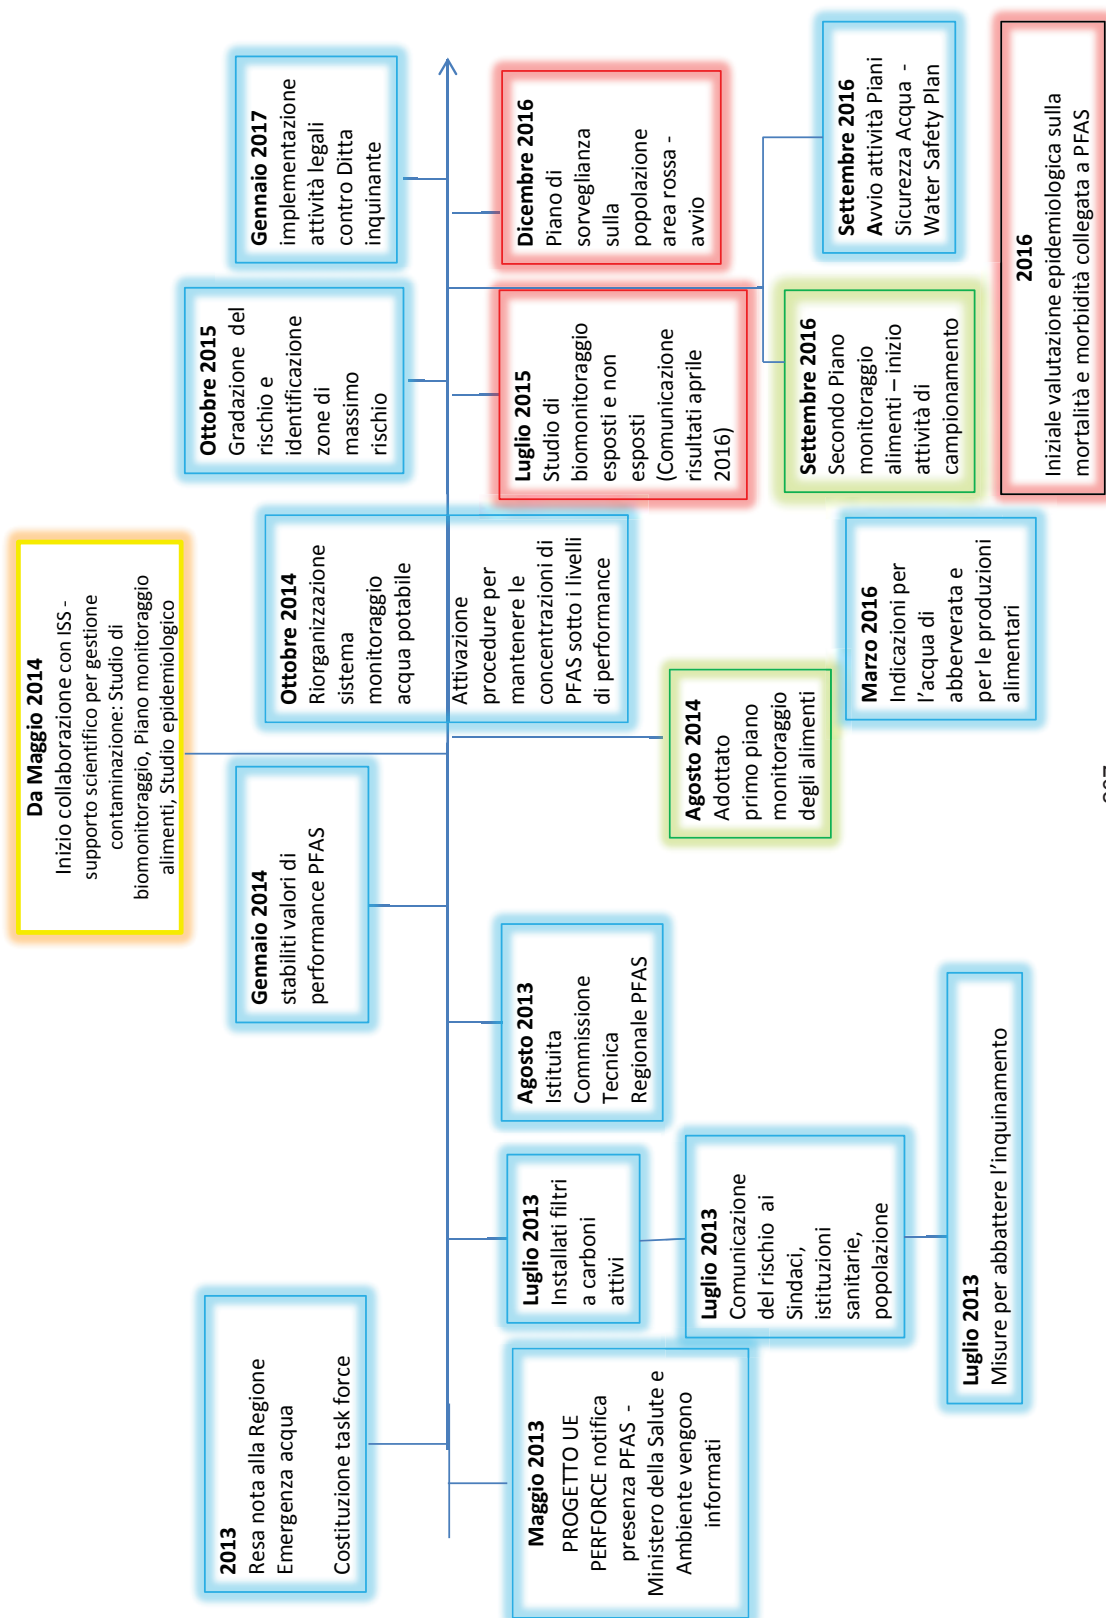 2013
Resa nota alla Regione
Emergenza acqua
Costituzione task force
Maggio 2013
PROGETTO UE
PERFORCE notifica
presenza PFAS -
Ministero della Salute e
Ambiente vengono
informati
Luglio 2013
Installati filtri
a carboni
attivi
Luglio 2013
Comunicazione
del rischio ai
Sindaci,
istituzioni
sanitarie,
popolazione
Luglio 2013
Misure per abbattere l'inquinamento
Agosto 2013
Istituita
Commissione
Tecnica
Regionale PFAS
Gennaio 2014
stabiliti valori di
performance PFAS
Da Maggio 2014
Inizio collaborazione con ISS -
supporto scientifico per gestione
contaminazione: Studio di
biomonitoraggio, Piano monitoraggio
alimenti, Studio epidemiologico
Agosto 2014
Adottato
primo piano
monitoraggio
degli alimenti
Ottobre 2014
Riorganizzazione
sistema
monitoraggio
acqua potabile
Attivazione
procedure per
mantenere le
concentrazioni di
PFAS sotto i livelli
di performance
Luglio 2015
Studio di
biomonitoraggio
esposti e non
esposti
(Comunicazione
risultati aprile
2016)
Ottobre 2015
Gradazione del
rischio e
identificazione
zone di
massimo
rischio
Marzo 2016
Indicazioni per
l'acqua di
abberverata e
per le produzioni
alimentari
Settembre 2016
Secondo Piano
monitoraggio
alimenti – inizio
attività di
campionamento
Settembre 2016
Avvio attività Piani
Sicurezza Acqua -
Water Safety Plan
Dicembre 2016
Piano di
sorveglianza
sulla
popolazione
area rossa -
avvio
Gennaio 2017
implementazione
attività legali
contro Ditta
inquinante
2016
Iniziale valutazione epidemiologica sulla
mortalità e morbidità collegata a PFAS